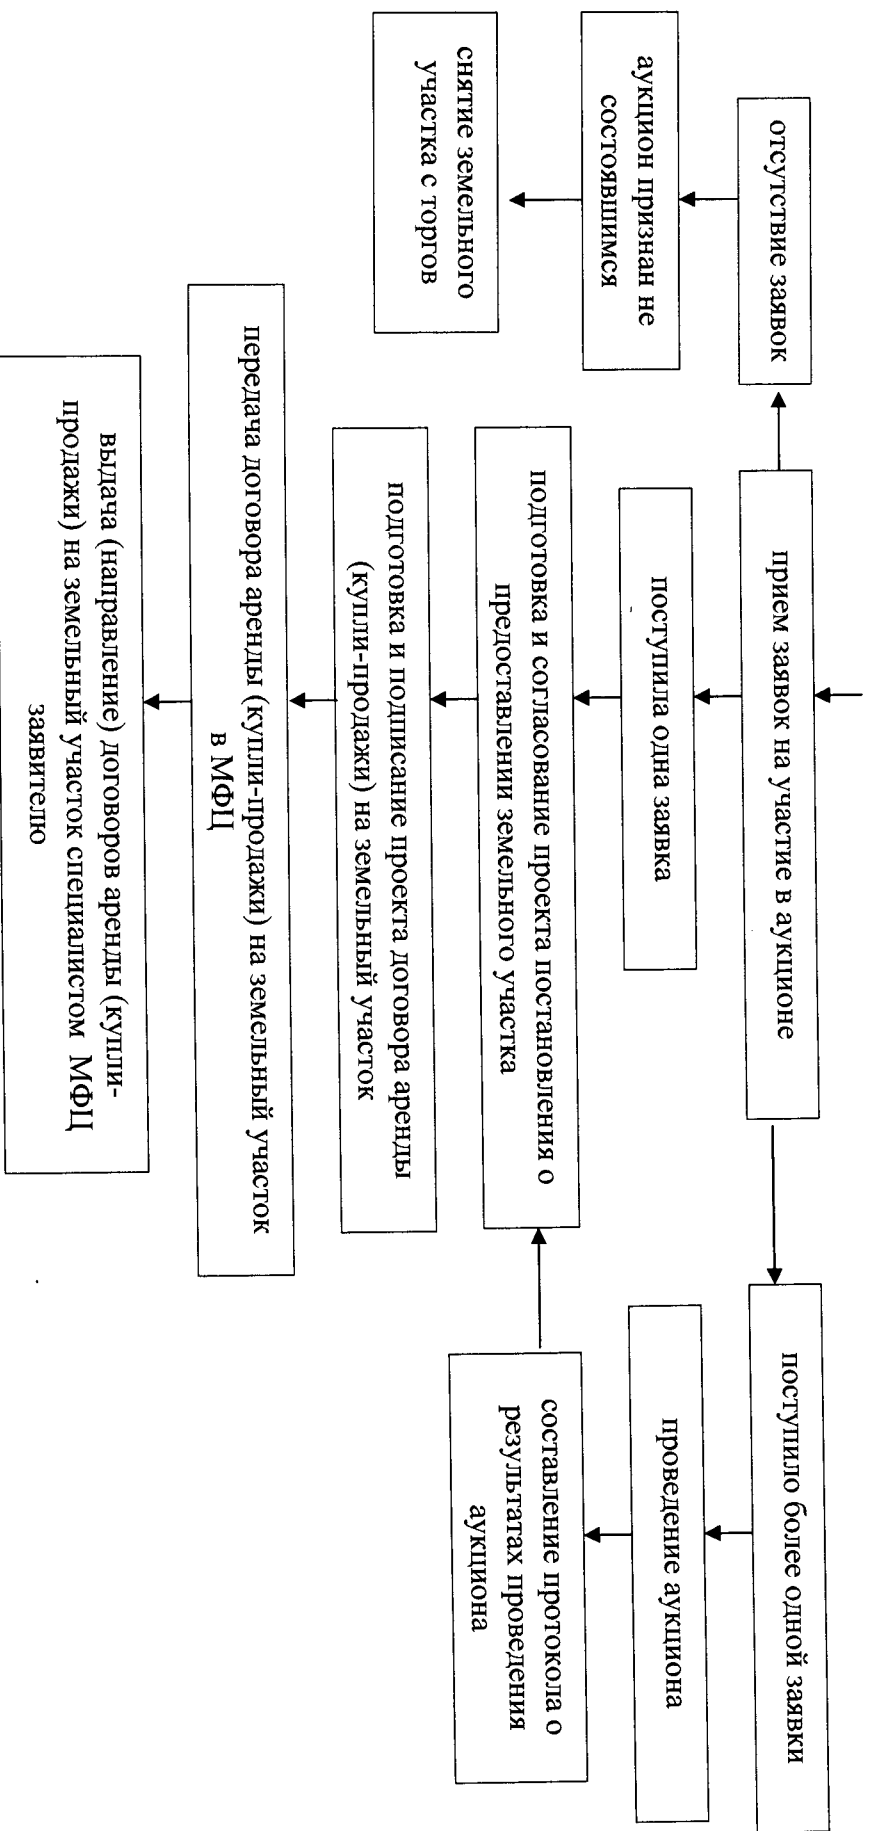 прием заявок на участие в аукционе
отсутствие заявок
аукцион признан не
состоявшимся
снятие земельного
участка с торгов
поступила одна заявка
поступило более одной заявки
проведение аукциона
составление протокола о
результатах проведения
аукциона
подготовка и согласование проекта постановления о
предоставлении земельного участка
подготовка и подписание проекта договора аренды
(купли-продажи) на земельный участок
передача договора аренды (купли-продажи) на земельный участок
в МФЦ
выдача (направление) договоров аренды (купли-
продажи) на земельный участок специалистом МФЦ
заявителю